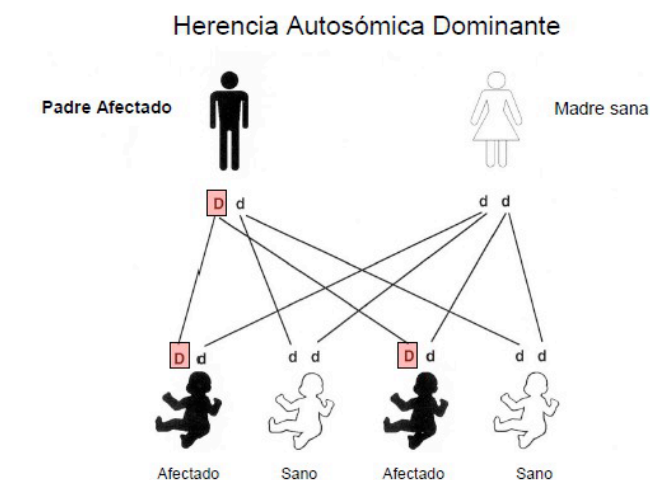 Herencia Autosómica Dominante
Padre Afectado
Madre sana
D d
d d
D d
d d
D d
d d
Afectado
Sano
Afectado
Sano